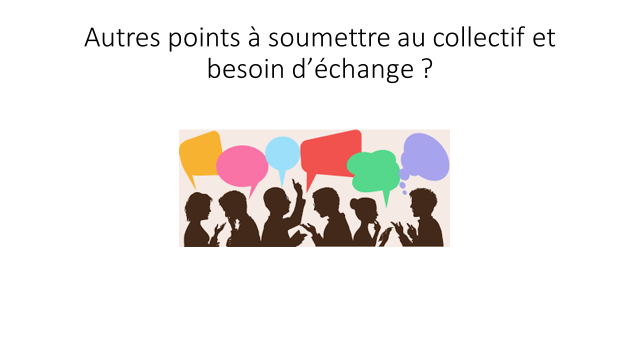 Autres points à soumettre au collectif et
besoin d’échange ?